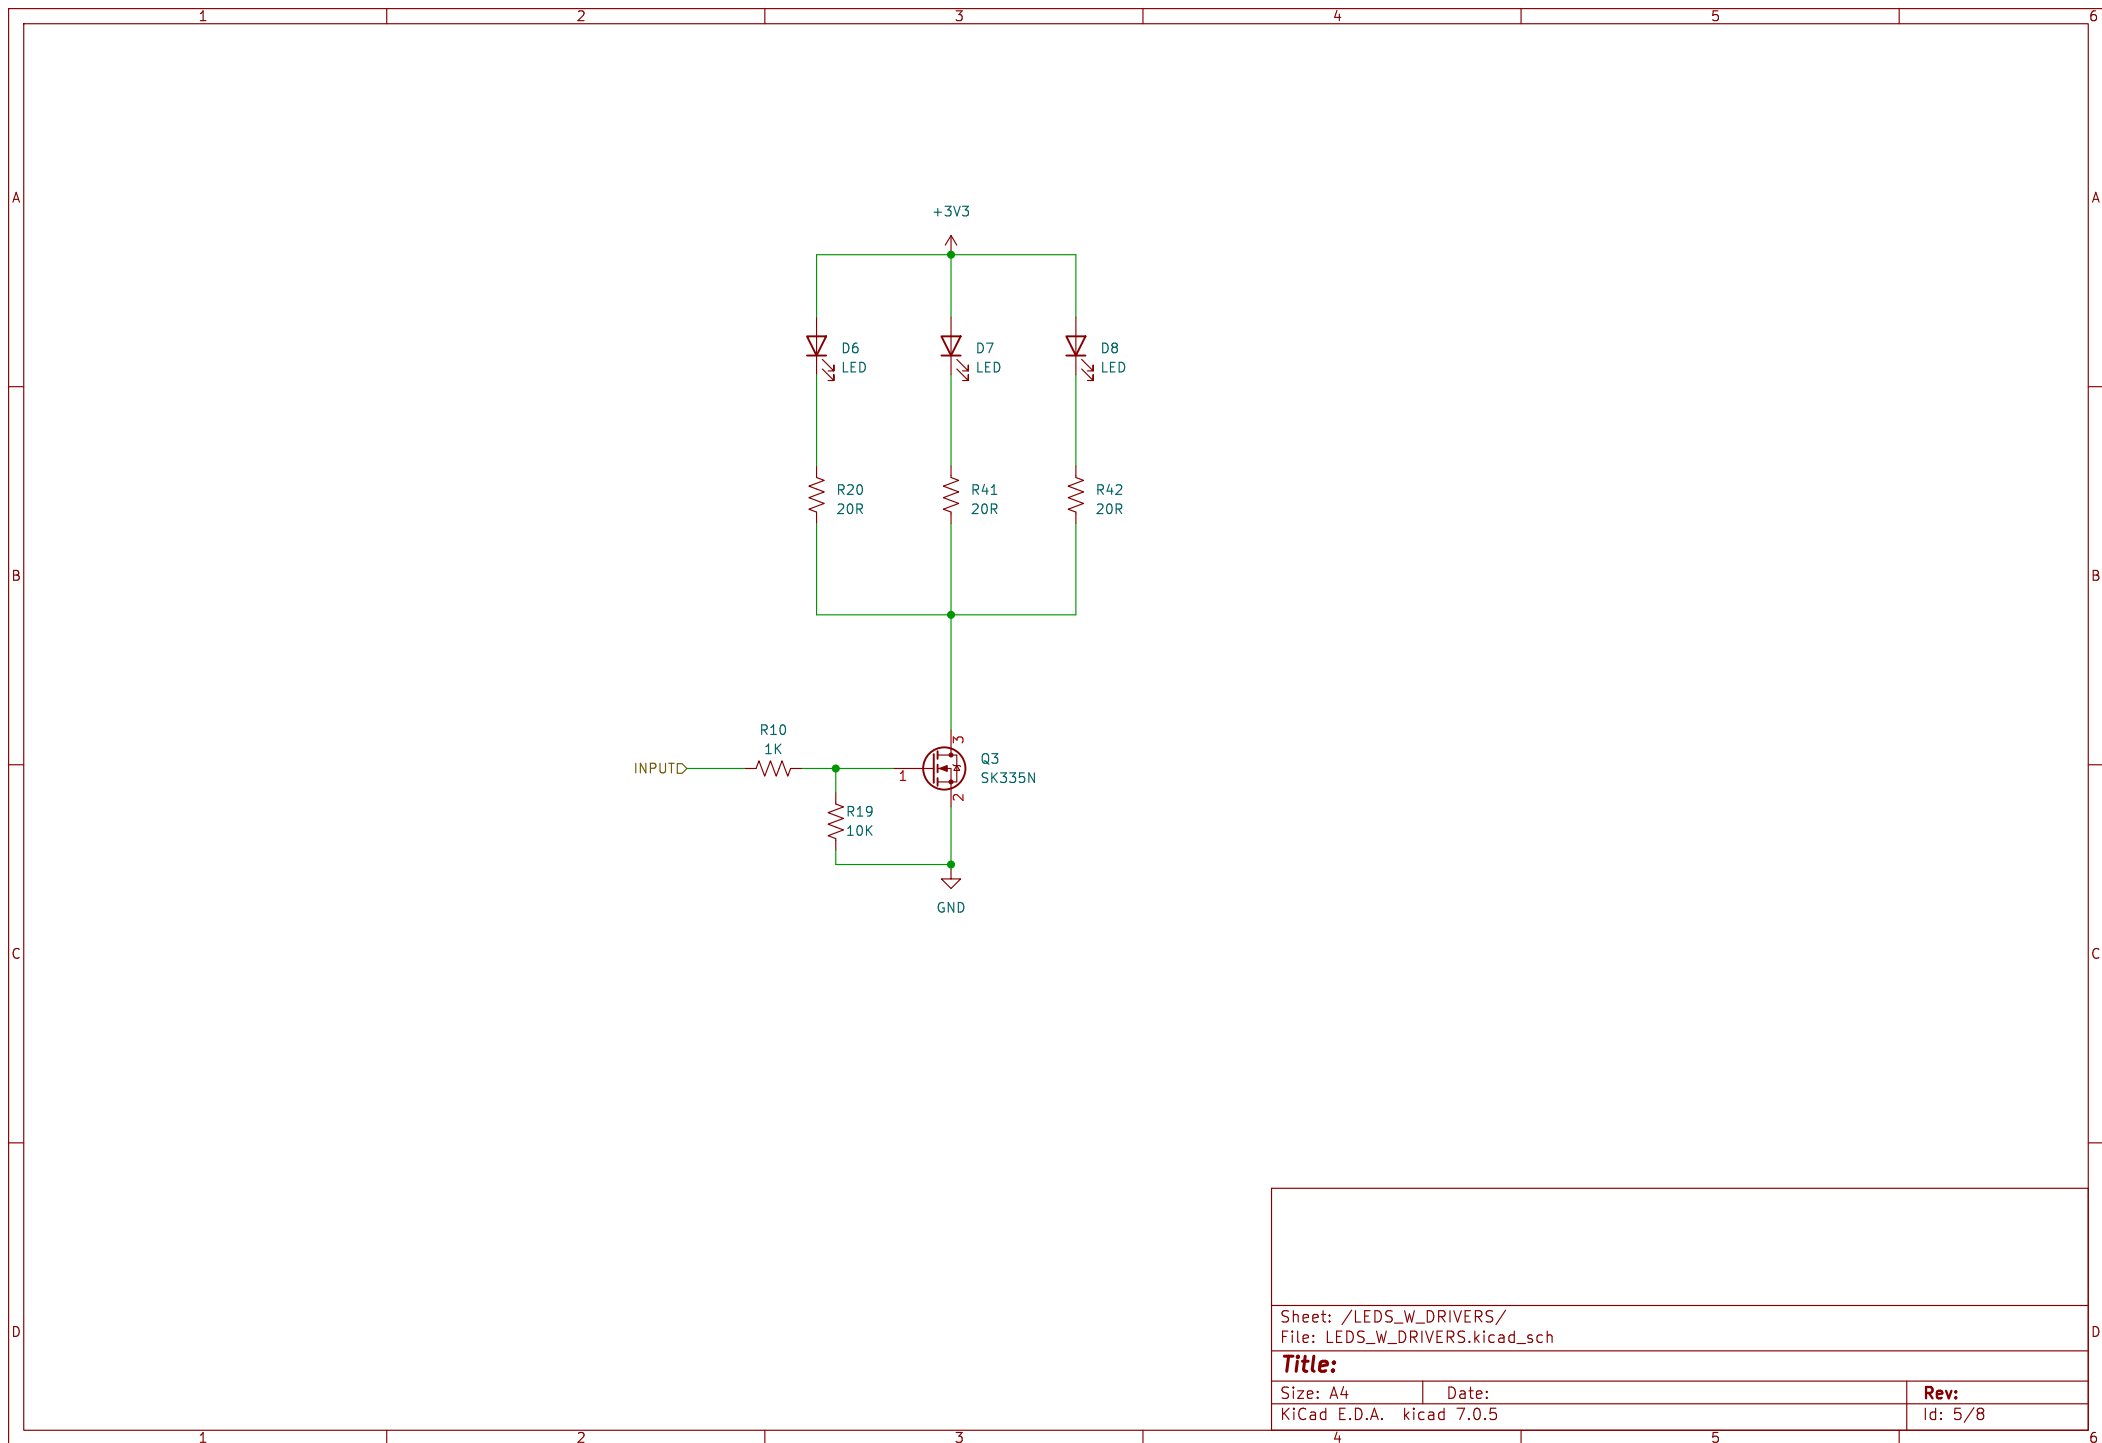 1 2 3 4 5 6
A A
+3V3
D6 D7 D8
LED LED LED
R20 R41 R42
20R 20R 20R
B B
R10
1K
3
Q3
INPUT
1
SK335N
2
R19
10K
GND
C C
Sheet: /LEDS_W_DRIVERS/
File: LEDS_W_DRIVERS.kicad_sch
D D
Title:
Size: A4 Date: Rev:
KiCad E.D.A. kicad 7.0.5 Id: 5/8
1 2 3 4 5 6